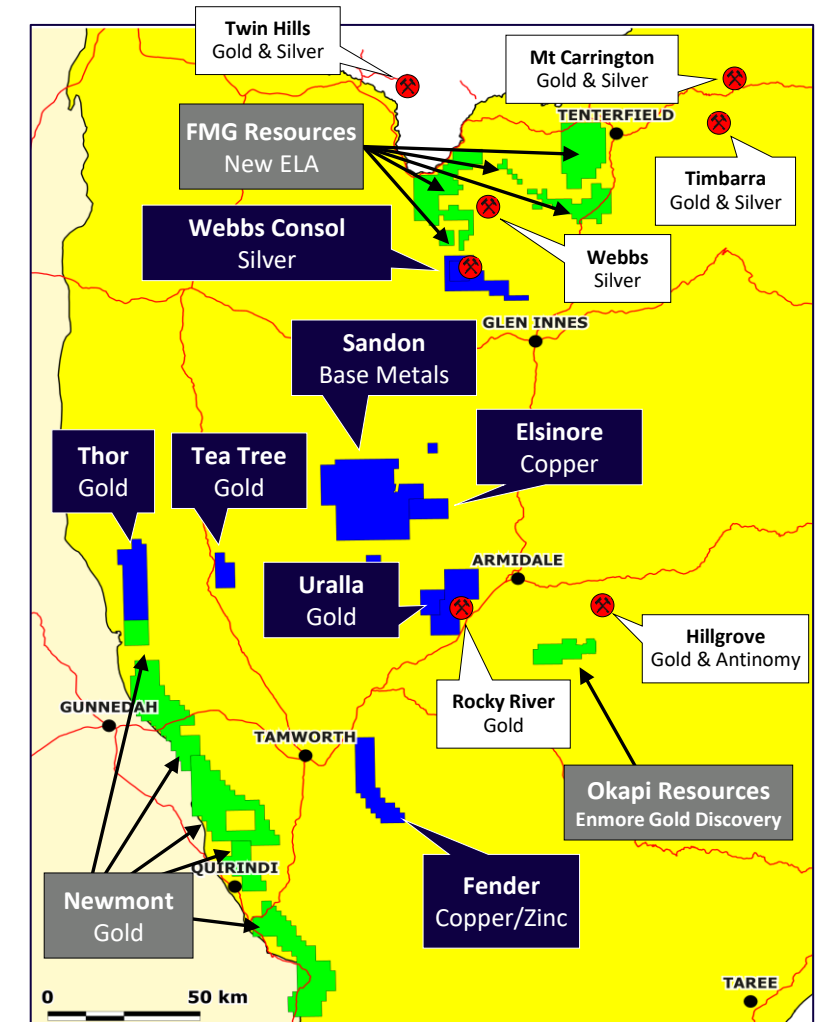 Twin Hills
Gold & Silver
Mt Carrington
Gold & Silver
TENTERFIELD
FMG Resources
New ELA
Timbarra
Gold & Silver
Webbs Consol
Silver
Webbs
Silver
GLEN INNES
Sandon
Base Metals
Elsinore
Copper
Thor
Gold
Tea Tree
Gold
ARMIDALE
Uralla
Gold
Hillgrove
Gold & Antinomy
Rocky River
Gold
GUNNEDAH
TAMWORTH
Okapi Resources
Enmore Gold Discovery
QUIRINDI
Fender
Copper/Zinc
Newmont
Gold
TAREE
0 50 km